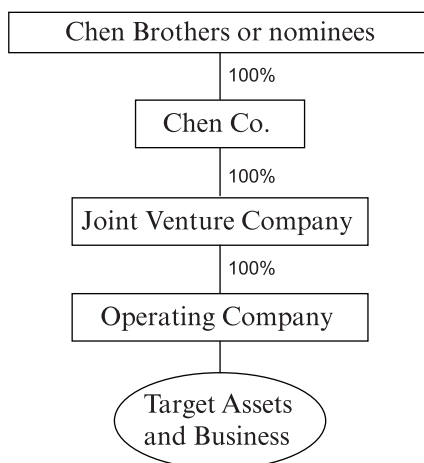 Chen Brothers or nominees
100%
Chen Co.
100%
Joint Venture Company
100%
Operating Company
Target Assets
and Business